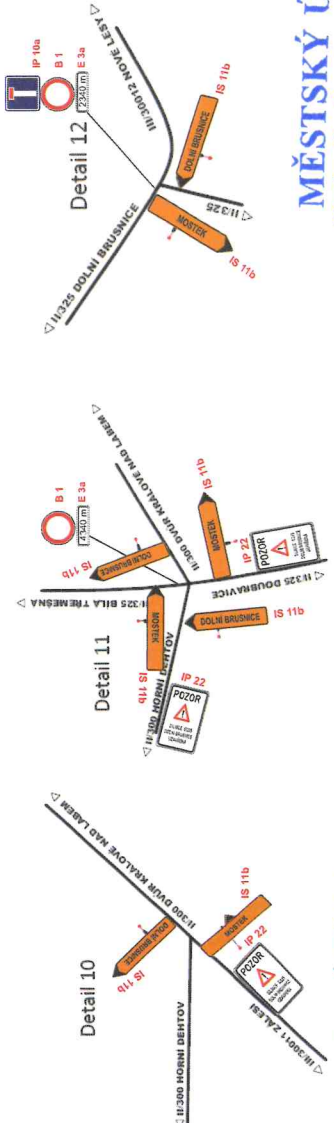 Detail 10
◁ II/300 HORNÍ DEHTOV
II/300 DVŮR KRÁLOVÉ NAD LABEM ▷
◁ III/30011 ZÁLESÍ
DOLNÍ BRUSNICE
IS 11b
MOSTEK
IS 11b
IP 22
POZOR
Detail 11
◁ II/325 BÍLÁ TŘEMEŠNÁ
B 1
E 3a
4340 m
II/300 DVŮR KRÁLOVÉ NAD LABEM ▷
DOLNÍ BRUSNICE
IS 11b
MOSTEK
IS 11b
◁ II/300 HORNÍ DEHTOV
IP 22
POZOR
MOSTEK
IS 11b
IP 22
POZOR
DOLNÍ BRUSNICE
IS 11b
II/325 DOUBRAVICE ▷
Detail 12
IP 10a
B 1
E 3a
2340 m
◁ II/325 DOLNÍ BRUSNICE
III/30012 NOVÉ LESY ▷
MOSTEK
IS 11b
DOLNÍ BRUSNICE
IS 11b
◁ II/325
MĚSTSKÝ Ú